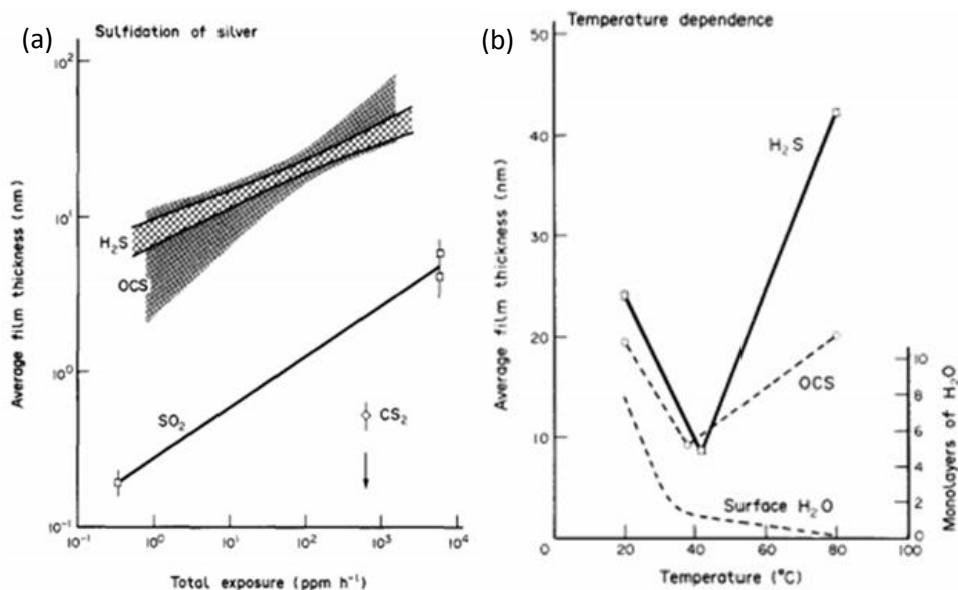 (a)
Sulfidation of silver
Average film thickness (nm)
10²
10¹
10⁰
10⁻¹
H₂S
OCS
SO₂
CS₂
10⁻¹ 10⁰ 10¹ 10² 10³ 10⁴
Total exposure (ppm h⁻¹)
(b)
Temperature dependence
Average film thickness (nm)
50
40
30
20
10
H₂S
OCS
Surface H₂O
Monolayers of H₂O
10
8
6
4
2
0
0 20 40 60 80 100
Temperature (°C)